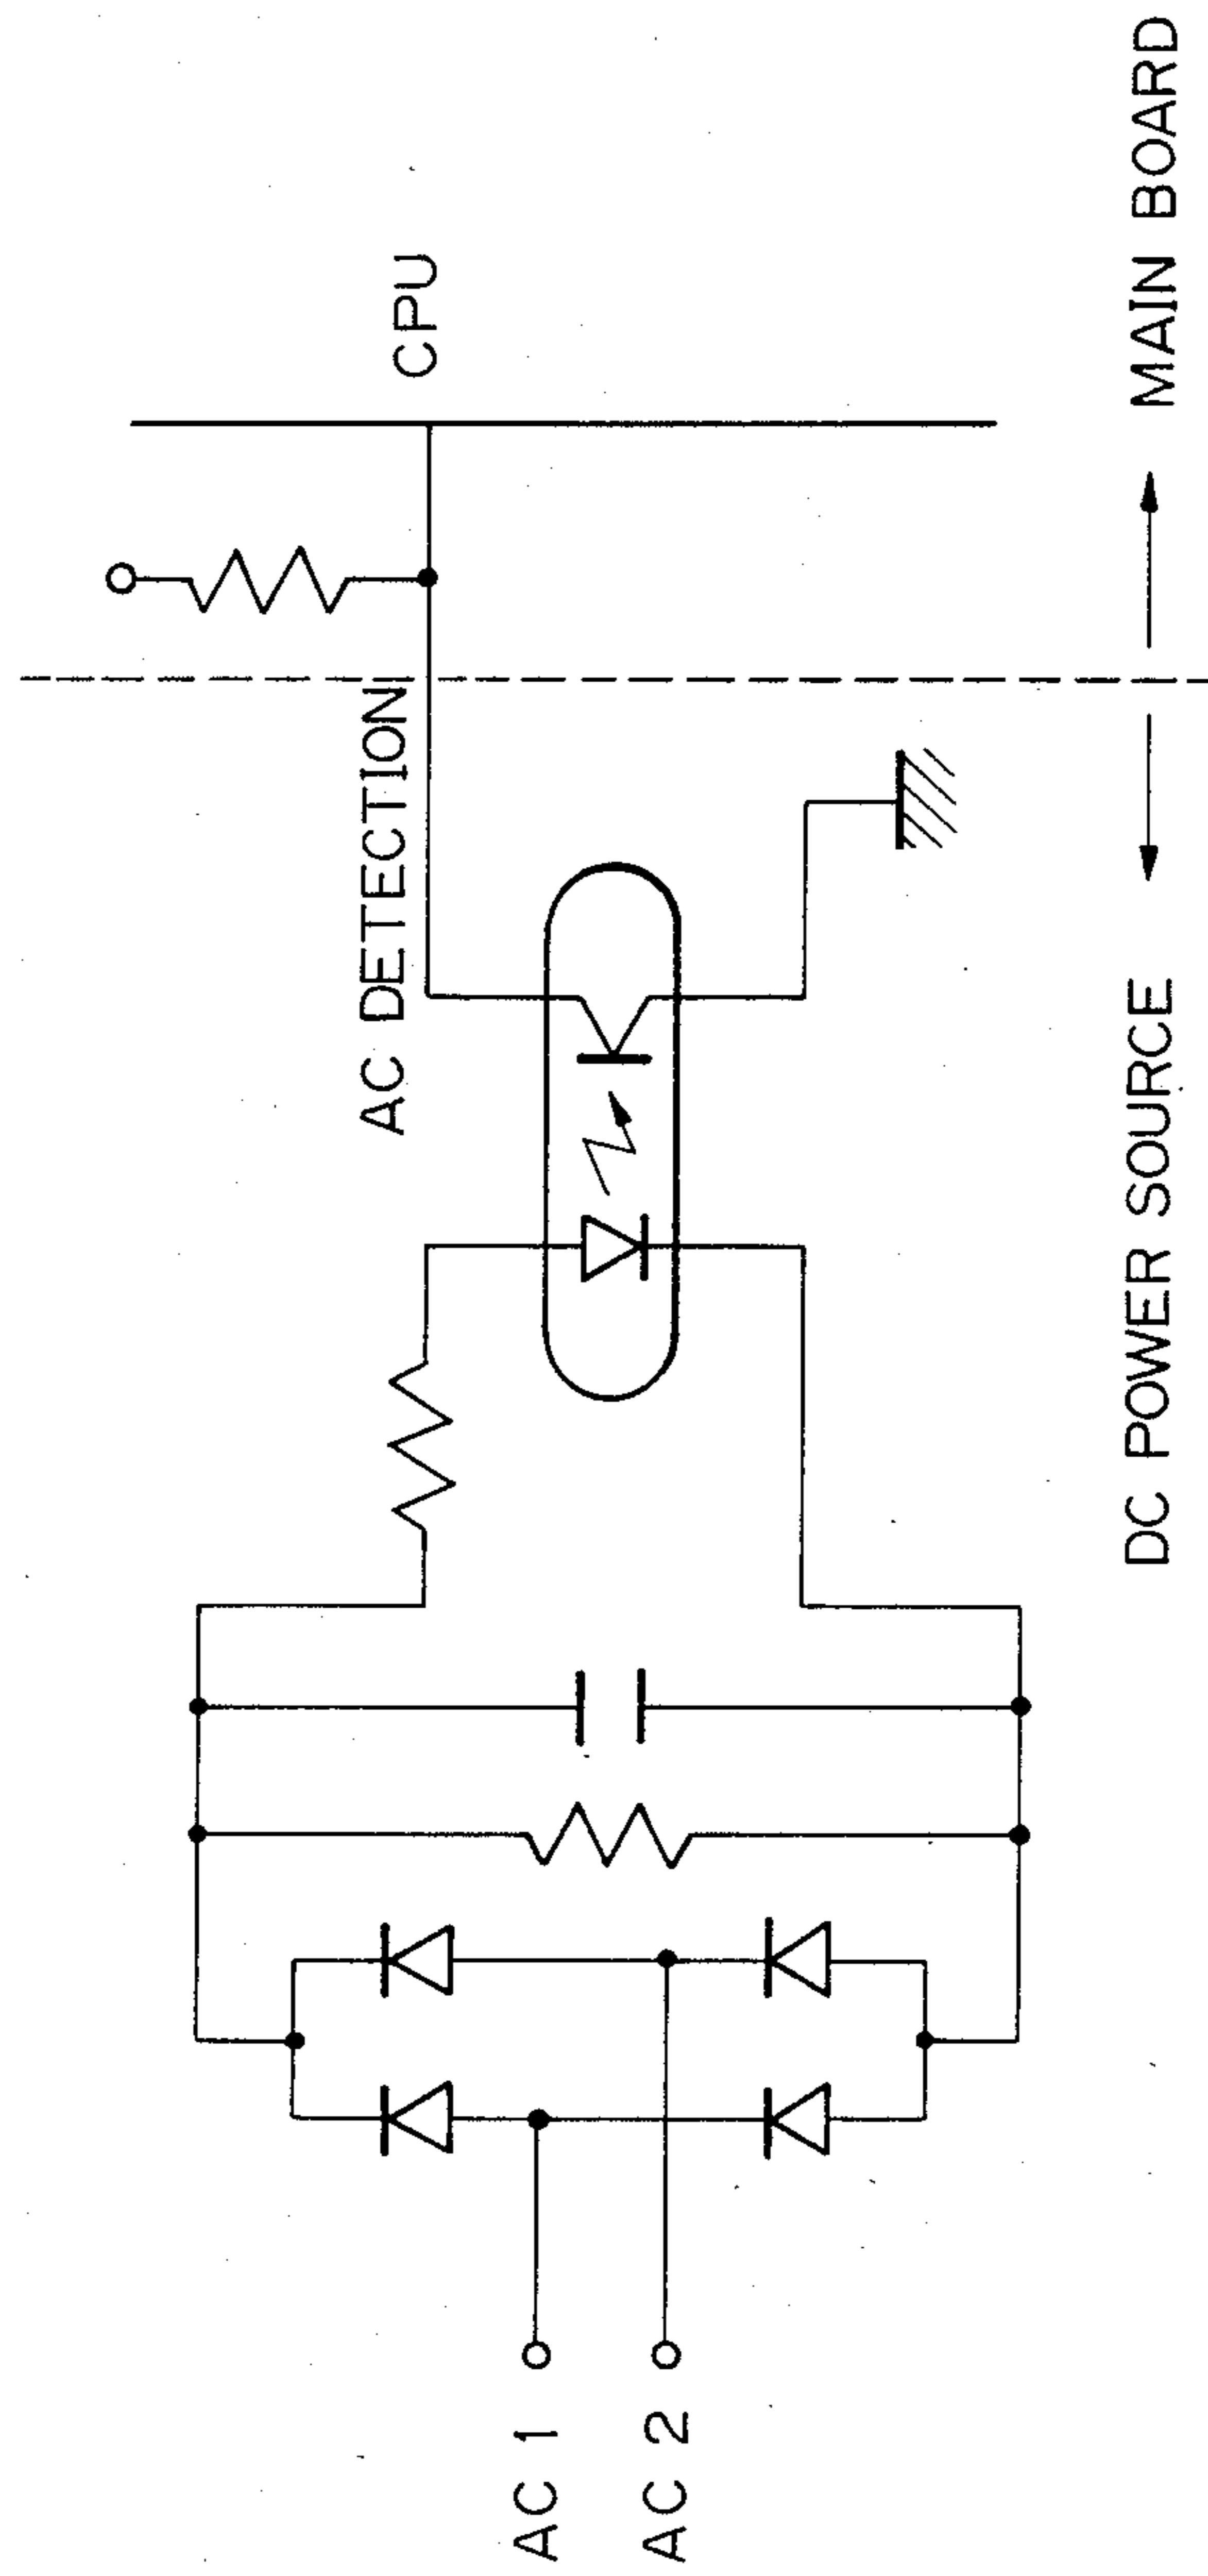 AC 1
AC 2
AC DETECTION
CPU
DC POWER SOURCE
MAIN BOARD